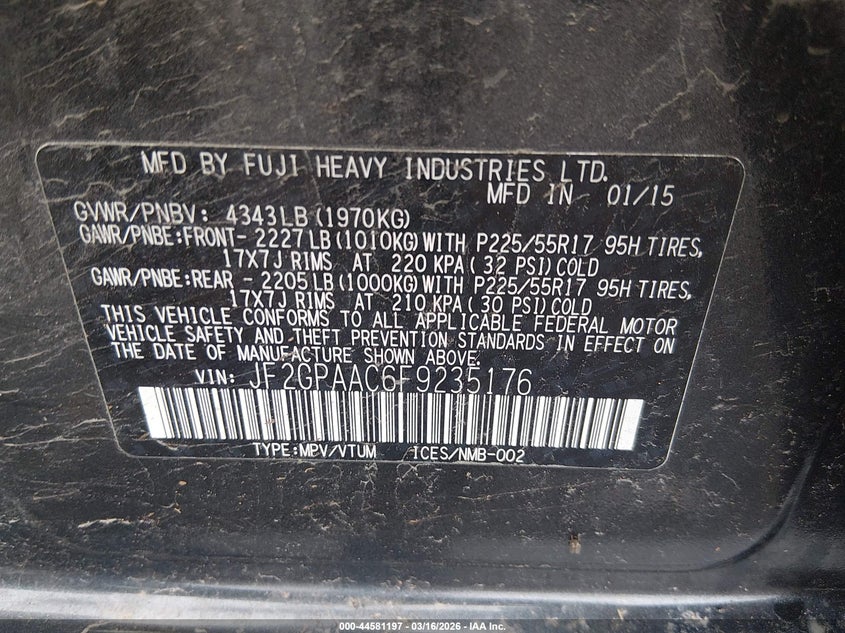 MFD BY FUJI HEAVY INDUSTRIES LTD.
MFD IN 01/15
GVWR/PNBV: 4343LB (1970KG)
GAWR/PNBE:FRONT- 2227LB (1010KG) WITH P225/55R17 95H TIRES,
17X7J RIMS AT 220 KPA (32 PSI) COLD
GAWR/PNBE:REAR - 2205LB (1000KG) WITH P225/55R17 95H TIRES,
17X7J RIMS AT 210 KPA (30 PSI) COLD
THIS VEHICLE CONFORMS TO ALL APPLICABLE FEDERAL MOTOR
VEHICLE SAFETY AND THEFT PREVENTION STANDARDS IN EFFECT ON
THE DATE OF MANUFACTURE SHOWN ABOVE.
VIN: JF2GPAAC6F9235176
TYPE:MPV/VTUM ICES/NMB-002
000-44581197 - 03/16/2026 - IAA Inc.